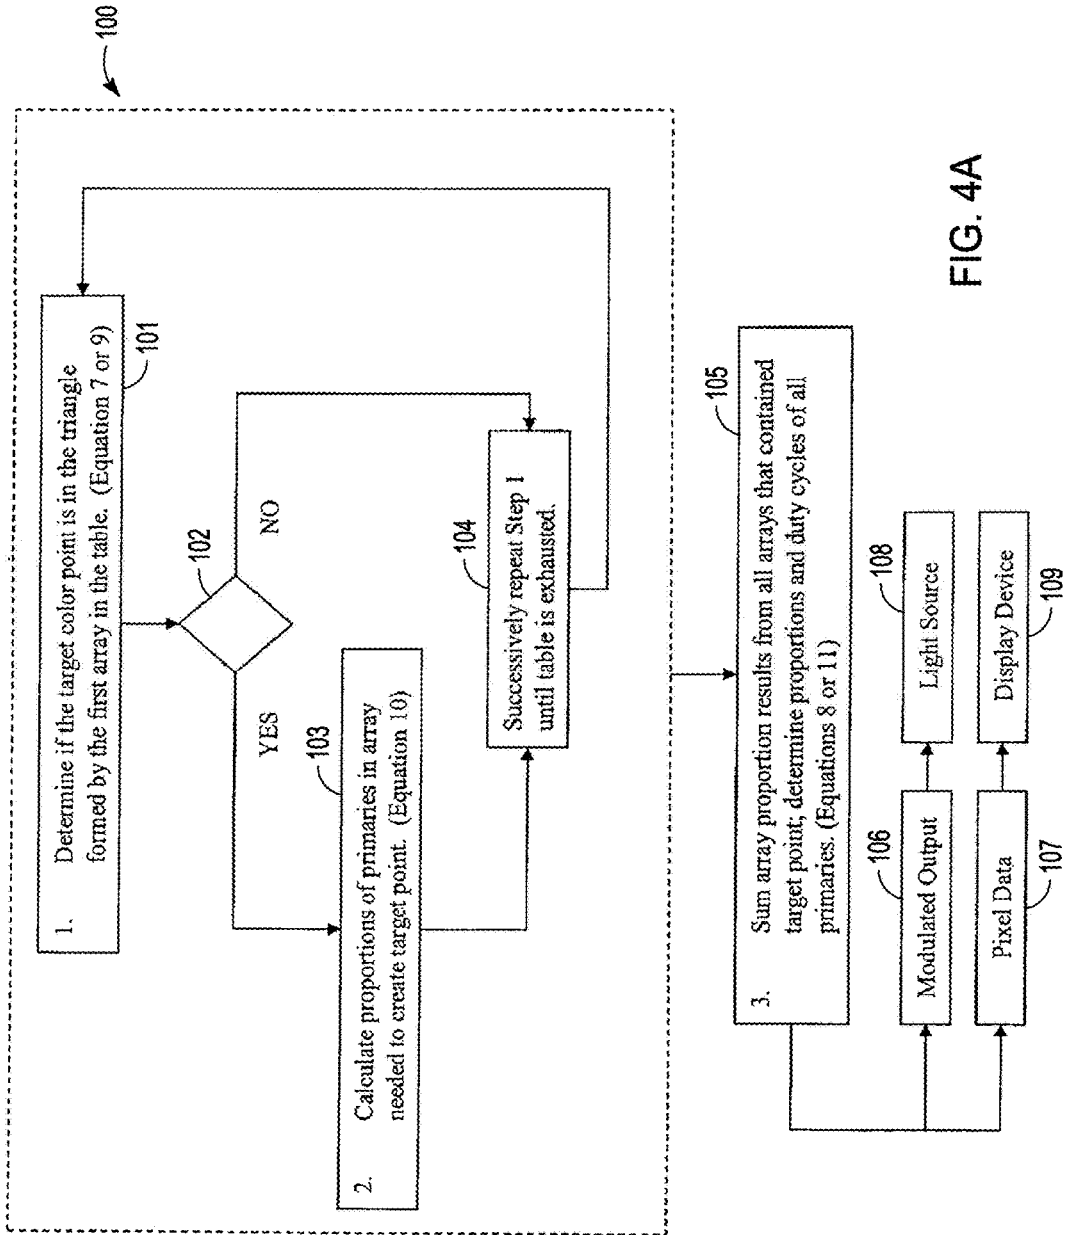 100
1. Determine if the target color point is in the triangle
formed by the first array in the table. (Equation 7 or 9)
101
102
YES
NO
2. Calculate proportions of primaries in array
needed to create target point. (Equation 10)
103
104
Successively repeat Step 1
until table is exhausted.
105
3. Sum array proportion results from all arrays that contained
target point; determine proportions and duty cycles of all
primaries. (Equations 8 or 11)
106
Modulated Output
108
Light Source
Pixel Data
107
Display Device
109
FIG. 4A